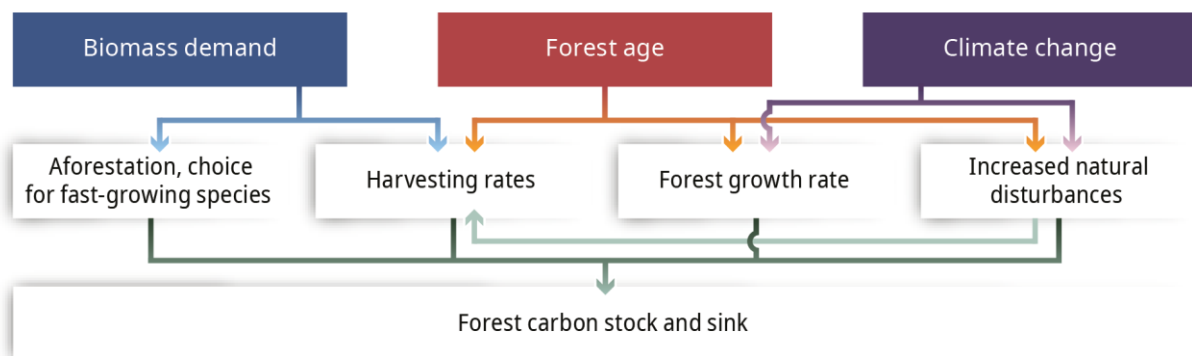 Biomass demand
Forest age
Climate change
Aforestation, choice
for fast-growing species
Harvesting rates
Forest growth rate
Increased natural
disturbances
Forest carbon stock and sink